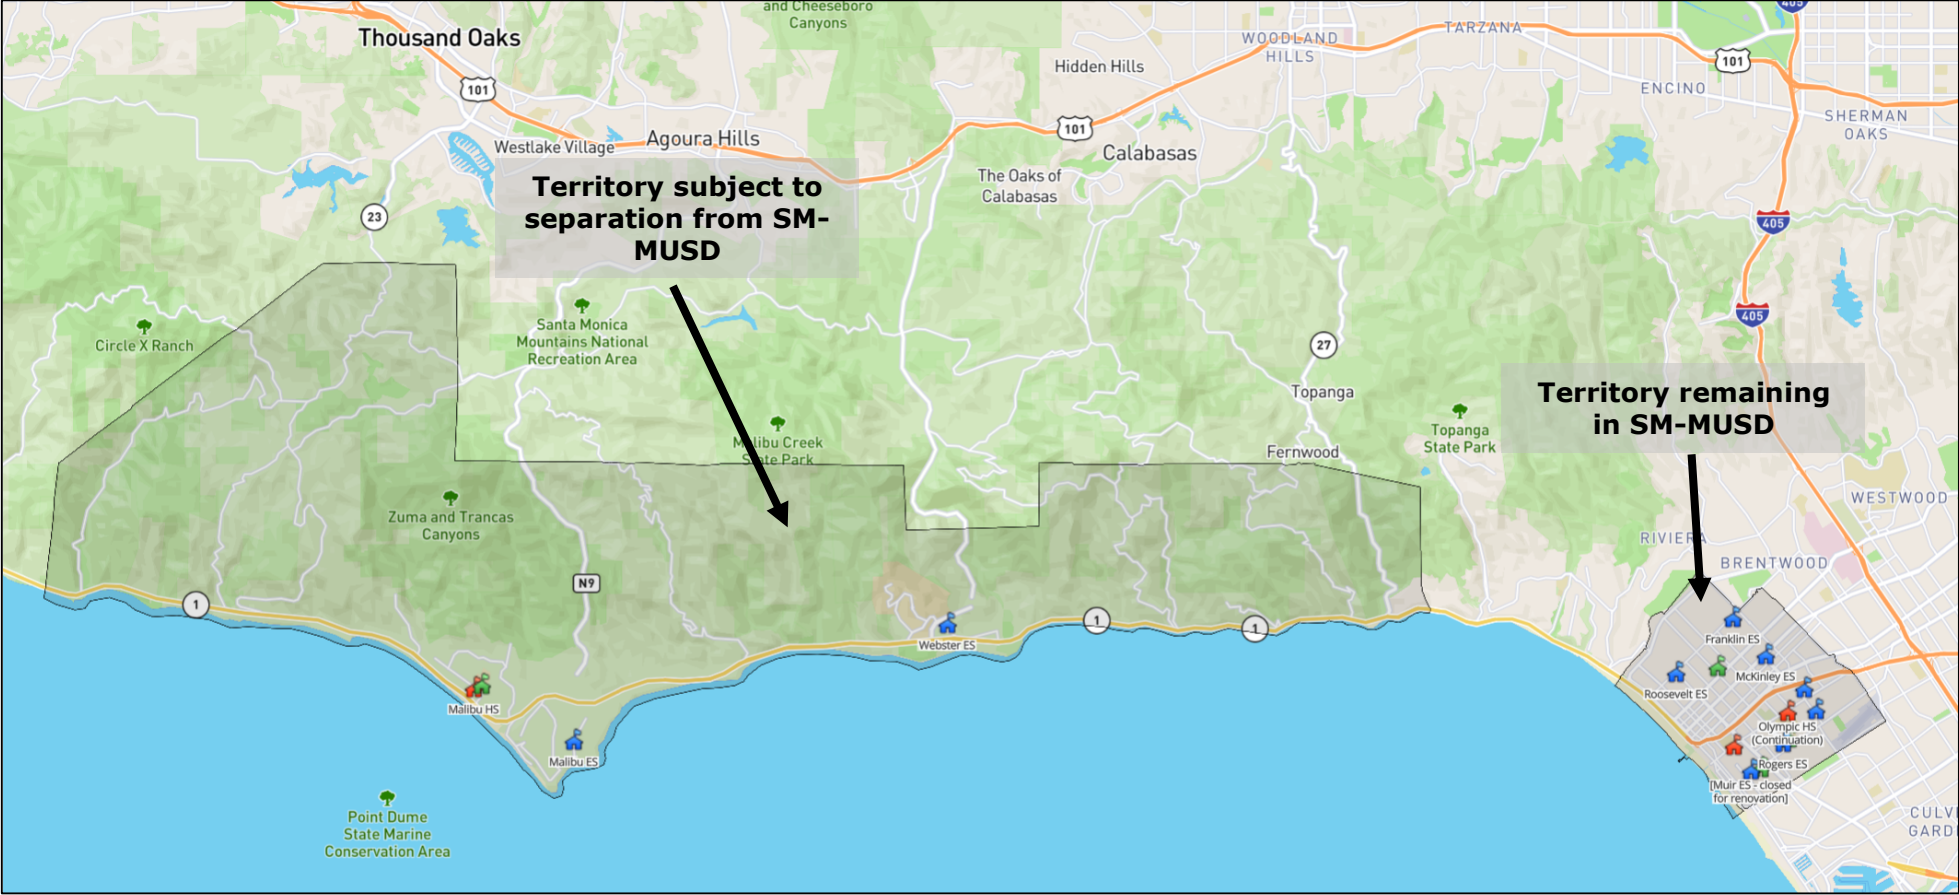 and Cheeseboro
Canyons
405
Thousand Oaks
WOODLAND
HILLS
TARZANA
101
Hidden Hills
101
ENCINO
SHERMAN
OAKS
101
Westlake Village
Agoura Hills
Calabasas
The Oaks of
Calabasas
Territory subject to
separation from SM-
MUSD
23
405
405
Santa Monica
Mountains National
Recreation Area
Circle X Ranch
27
Topanga
Territory remaining
in SM-MUSD
Malibu Creek
State Park
Fernwood
Topanga
State Park
WESTWOOD
Zuma and Trancas
Canyons
RIVIERA
BRENTWOOD
N9
1
1
1
Webster ES
Franklin ES
McKinley ES
Roosevelt ES
Malibu HS
Olympic HS
(Continuation)
Malibu ES
Rogers ES
[Muir ES - closed
for renovation]
Point Dume
State Marine
Conservation Area
CULV
GARD